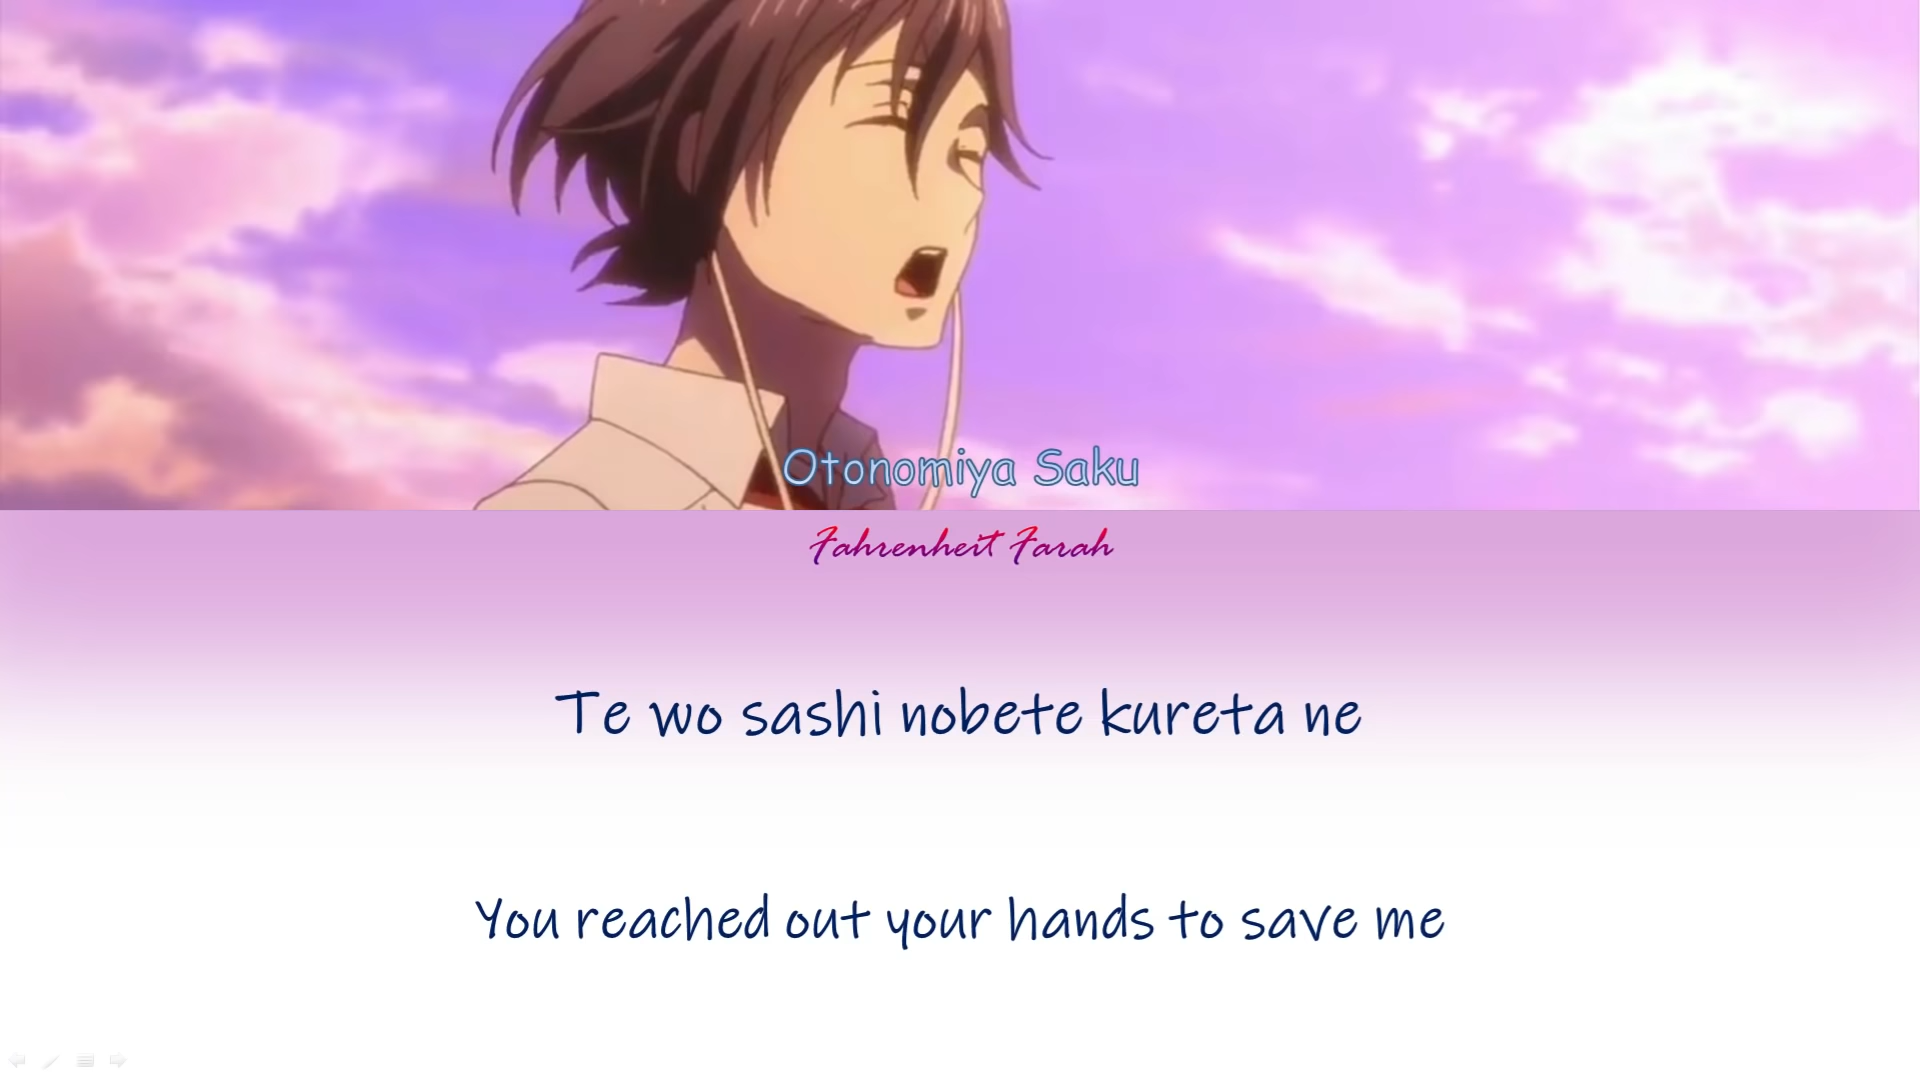 Otonomiya Saku
Fahrenheit Farah
Te wo sashi nobete kureta ne
You reached out your hands to save me